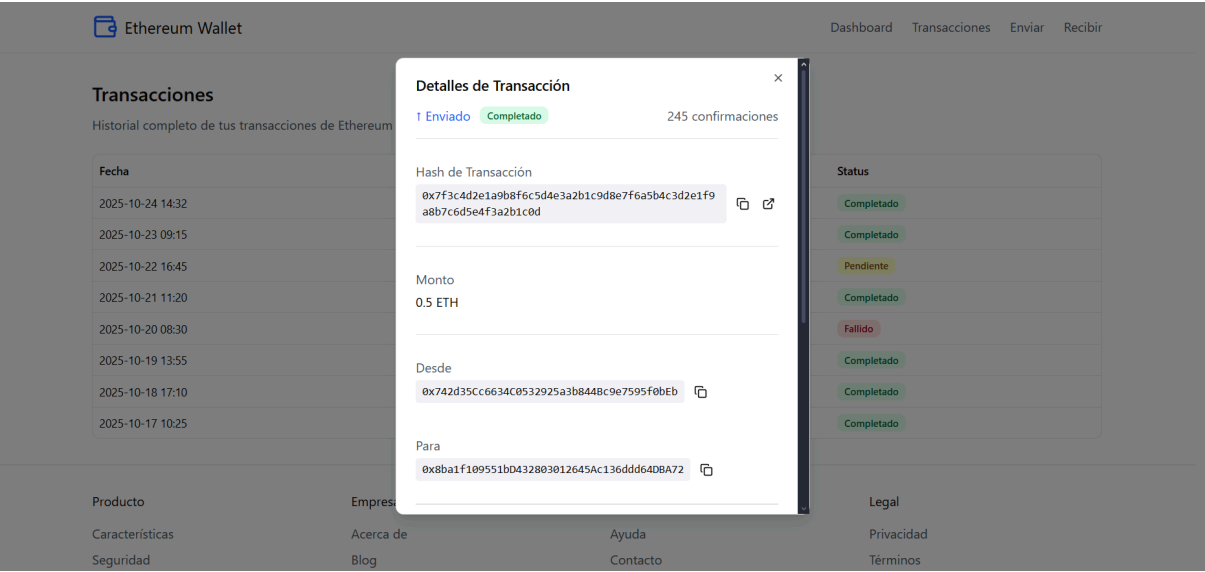 Ethereum Wallet
Dashboard Transacciones Enviar Recibir
Transacciones
Historial completo de tus transacciones de Ethereum
Fecha Status
2025-10-24 14:32 Completado
2025-10-23 09:15 Completado
2025-10-22 16:45 Pendiente
2025-10-21 11:20 Completado
2025-10-20 08:30 Fallido
2025-10-19 13:55 Completado
2025-10-18 17:10 Completado
2025-10-17 10:25 Completado
Detalles de Transacción
↑ Enviado Completado 245 confirmaciones
Hash de Transacción
0x7f3c4d2e1a9b8f6c5d4e3a2b1c9d8e7f6a5b4c3d2e1f9
a8b7c6d5e4f3a2b1c0d
Monto
0.5 ETH
Desde
0x742d35Cc6634C0532925a3b844Bc9e7595f0bEb
Para
0x8ba1f109551bD432803012645Ac136ddd64DBA72
Producto Empres Legal
Características Acerca de Ayuda Privacidad
Seguridad Blog Contacto Términos